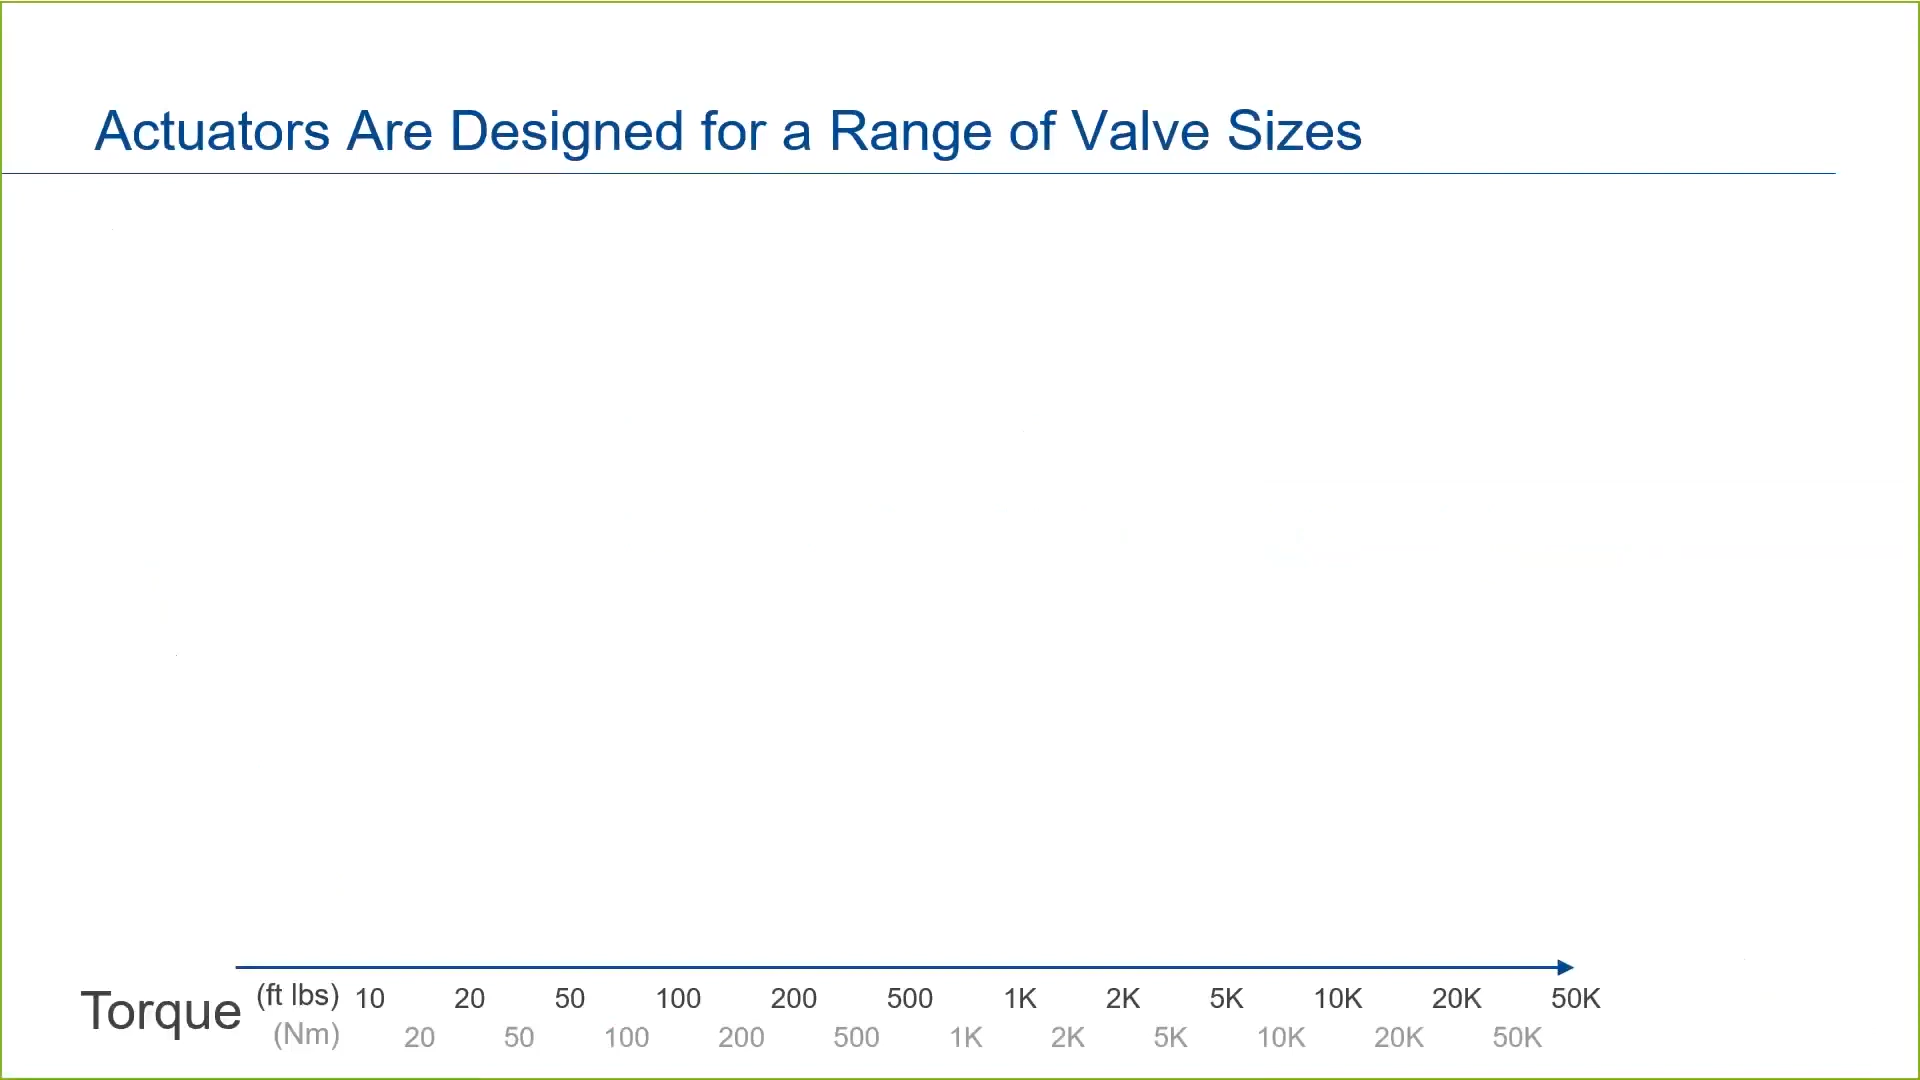 Actuators Are Designed for a Range of Valve Sizes
Torque
(ft lbs) 10 20 50 100 200 500 1K 2K 5K 10K 20K 50K
(Nm) 20 50 100 200 500 1K 2K 5K 10K 20K 50K